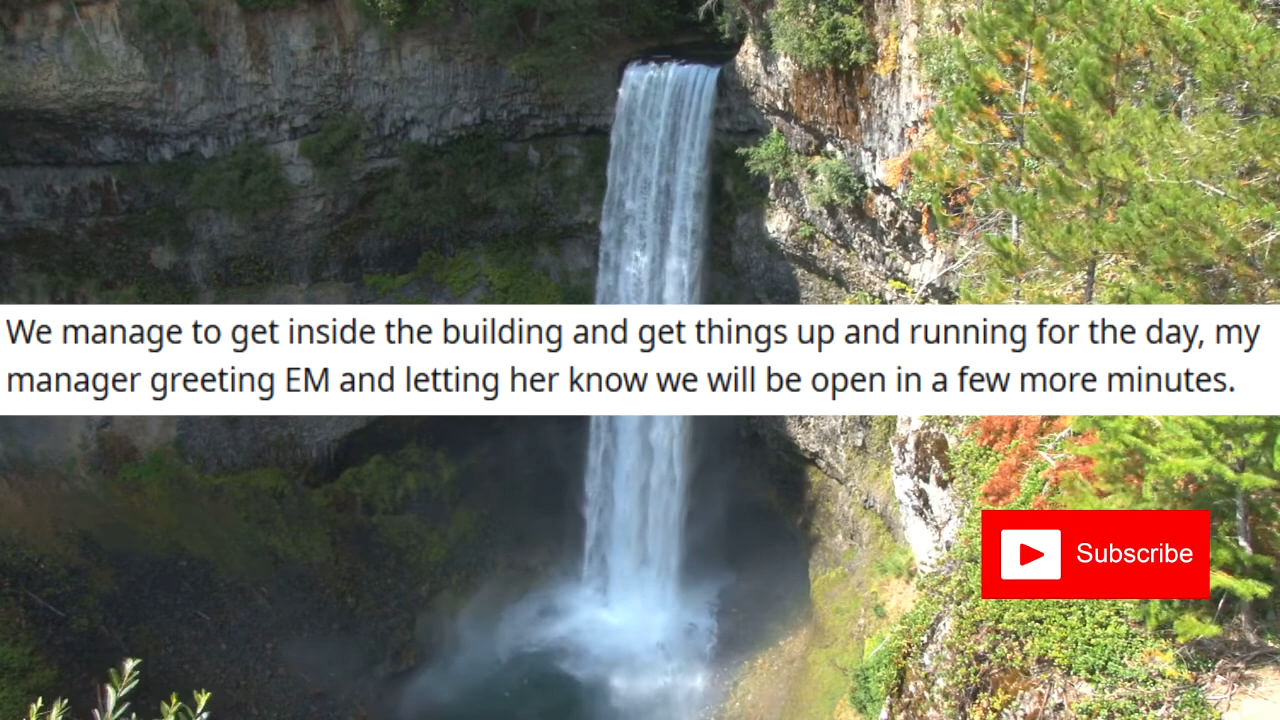 We manage to get inside the building and get things up and running for the day, my
manager greeting EM and letting her know we will be open in a few more minutes.
Subscribe